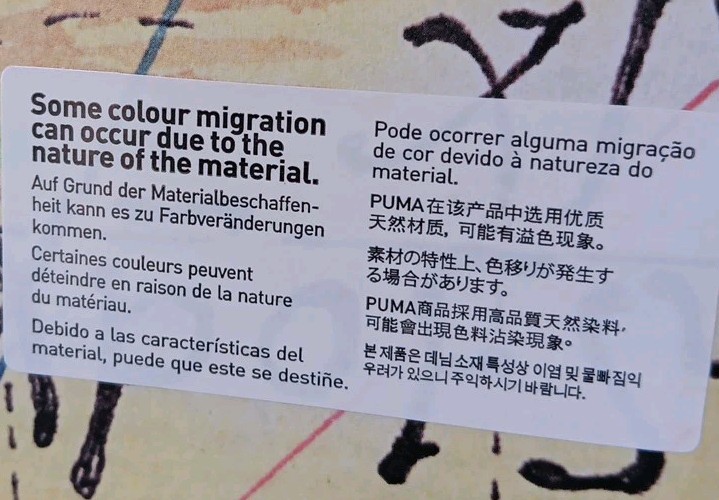 Some colour migration
can occur due to the
nature of the material.
Auf Grund der Materialbeschaffen-
heit kann es zu Farbveränderungen
kommen.
Certaines couleurs peuvent
déteindre en raison de la nature
du matériau.
Debido a las características del
material, puede que este se destiñe.
Pode ocorrer alguma migração
de cor devido à natureza do
material.
PUMA在该产品中选用优质
天然材质, 可能有溢色现象。
素材の特性上、色移りが発生す
る場合があります。
PUMA商品採用高品質天然染料,
可能會出現色料沾染現象。
본 제품은 데님 소재 특성상 이염 및 물빠짐의
우려가 있으니 주의하시기 바랍니다.